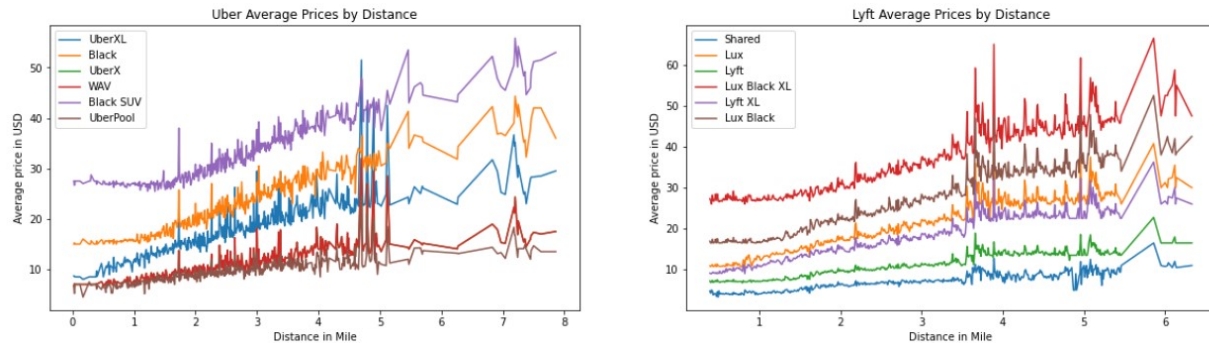 Uber Average Prices by Distance
Average price in USD
50
40
30
20
10
UberXL
Black
UberX
WAV
Black SUV
UberPool
0
1
2
3
4
5
6
7
8
Distance in Mile
Lyft Average Prices by Distance
Average price in USD
60
50
40
30
20
10
Shared
Lux
Lyft
Lux Black XL
Lyft XL
Lux Black
1
2
3
4
5
6
Distance in Mile